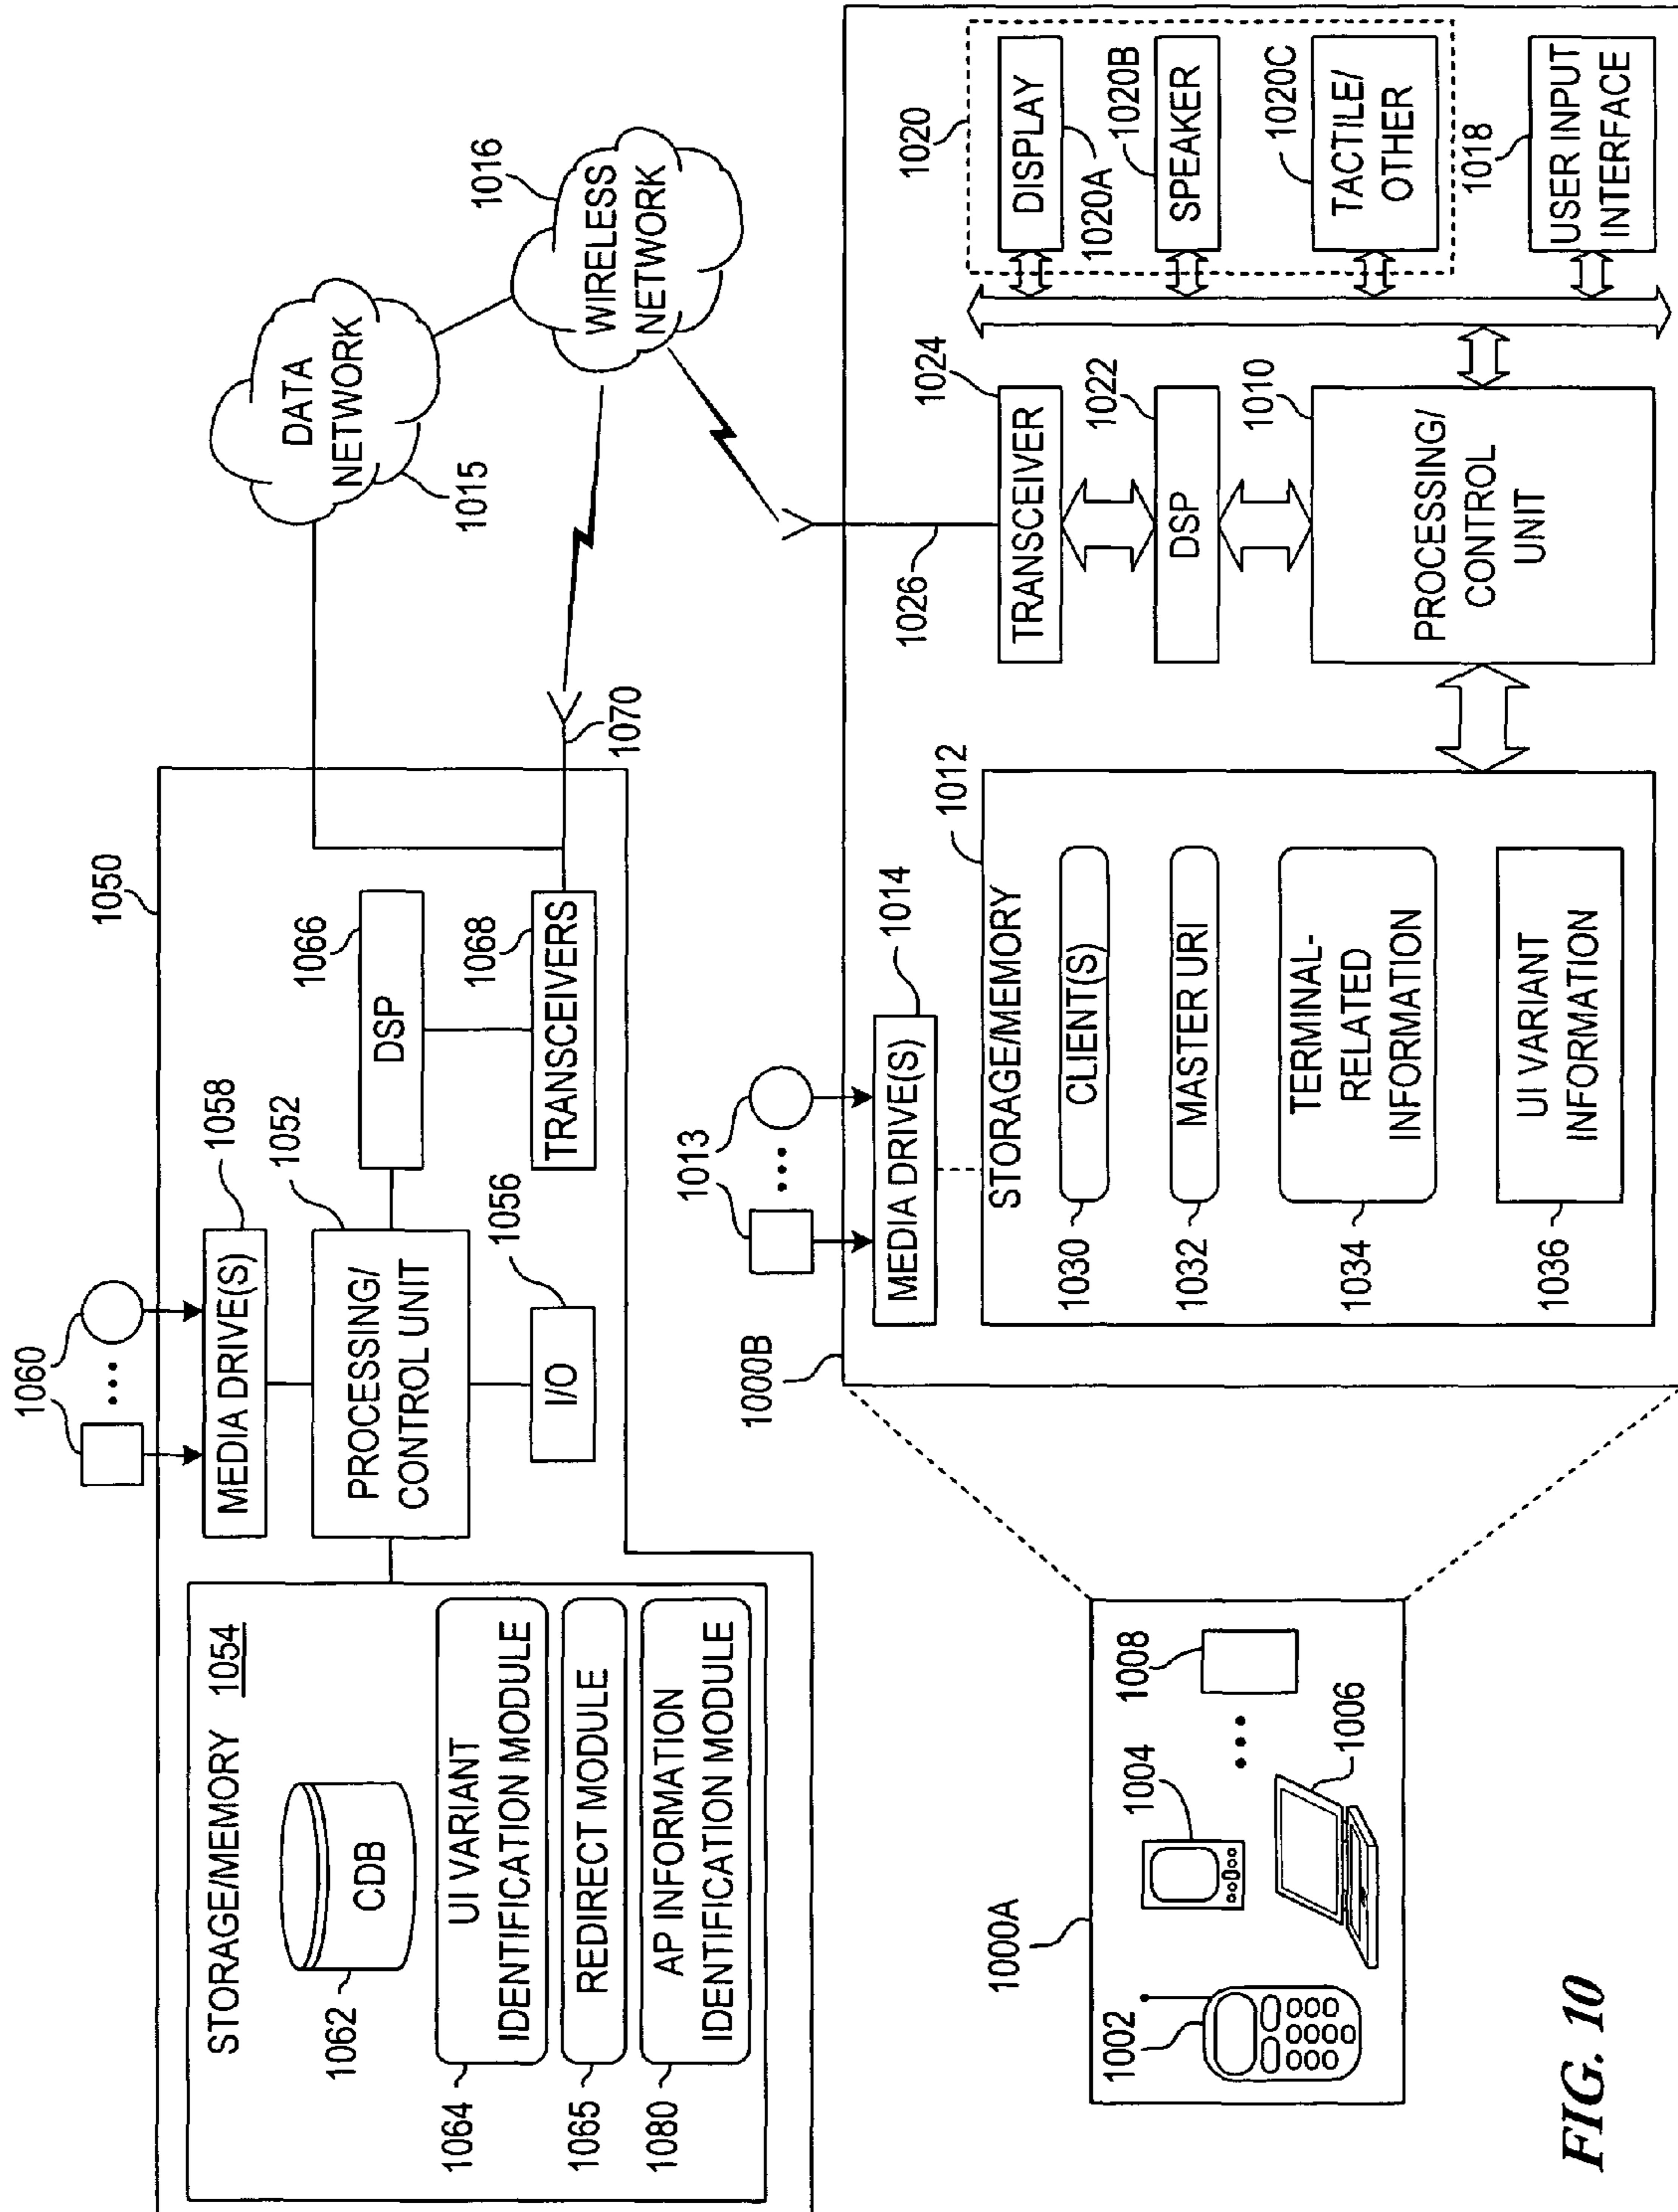 1060
1050
STORAGE/MEMORY 1054
CDB
1062
UI VARIANT
IDENTIFICATION MODULE
1064
REDIRECT MODULE
1065
AP INFORMATION
IDENTIFICATION MODULE
1080
MEDIA DRIVE(S)
1058
PROCESSING/
CONTROL UNIT
1052
I/O
1056
DSP
1066
TRANSCEIVERS
1068
1070
DATA
NETWORK
1015
WIRELESS
NETWORK
1016
1000A
1002
1004
1006
1008
1000B
1013
MEDIA DRIVE(S)
1014
STORAGE/MEMORY
1012
CLIENT(S)
1030
MASTER URI
1032
TERMINAL-
RELATED
INFORMATION
1034
UI VARIANT
INFORMATION
1036
1026
TRANSCEIVER
1024
DSP
1022
PROCESSING/
CONTROL
UNIT
1010
1020
DISPLAY
1020A
SPEAKER
1020B
TACTILE/
OTHER
1020C
USER INPUT
INTERFACE
1018
FIG. 10